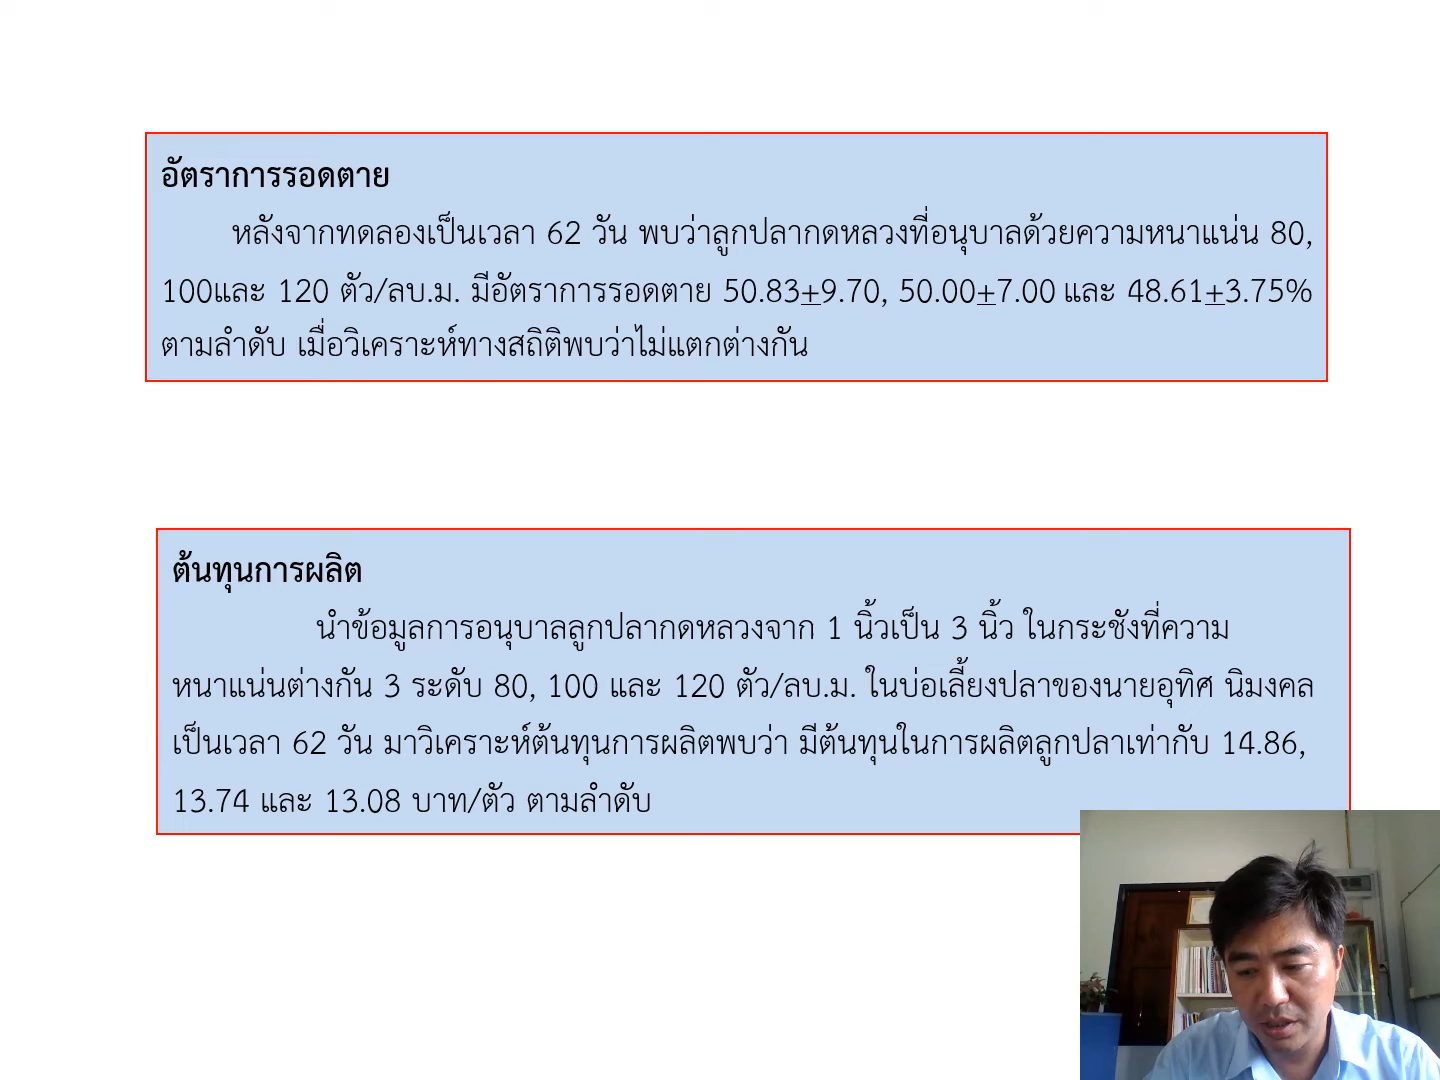 อัตราการรอดตาย
หลังจากทดลองเป็นเวลา 62 วัน พบว่าลูกปลากดหลวงที่อนุบาลด้วยความหนาแน่น 80,
100และ 120 ตัว/ลบ.ม. มีอัตราการรอดตาย 50.83±9.70, 50.00±7.00 และ 48.61±3.75%
ตามลำดับ เมื่อวิเคราะห์ทางสถิติพบว่าไม่แตกต่างกัน
ต้นทุนการผลิต
นำข้อมูลการอนุบาลลูกปลากดหลวงจาก 1 นิ้วเป็น 3 นิ้ว ในกระชังที่ความ
หนาแน่นต่างกัน 3 ระดับ 80, 100 และ 120 ตัว/ลบ.ม. ในบ่อเลี้ยงปลาของนายอุทิศ นิมงคล
เป็นเวลา 62 วัน มาวิเคราะห์ต้นทุนการผลิตพบว่า มีต้นทุนในการผลิตลูกปลาเท่ากับ 14.86,
13.74 และ 13.08 บาท/ตัว ตามลำดับ